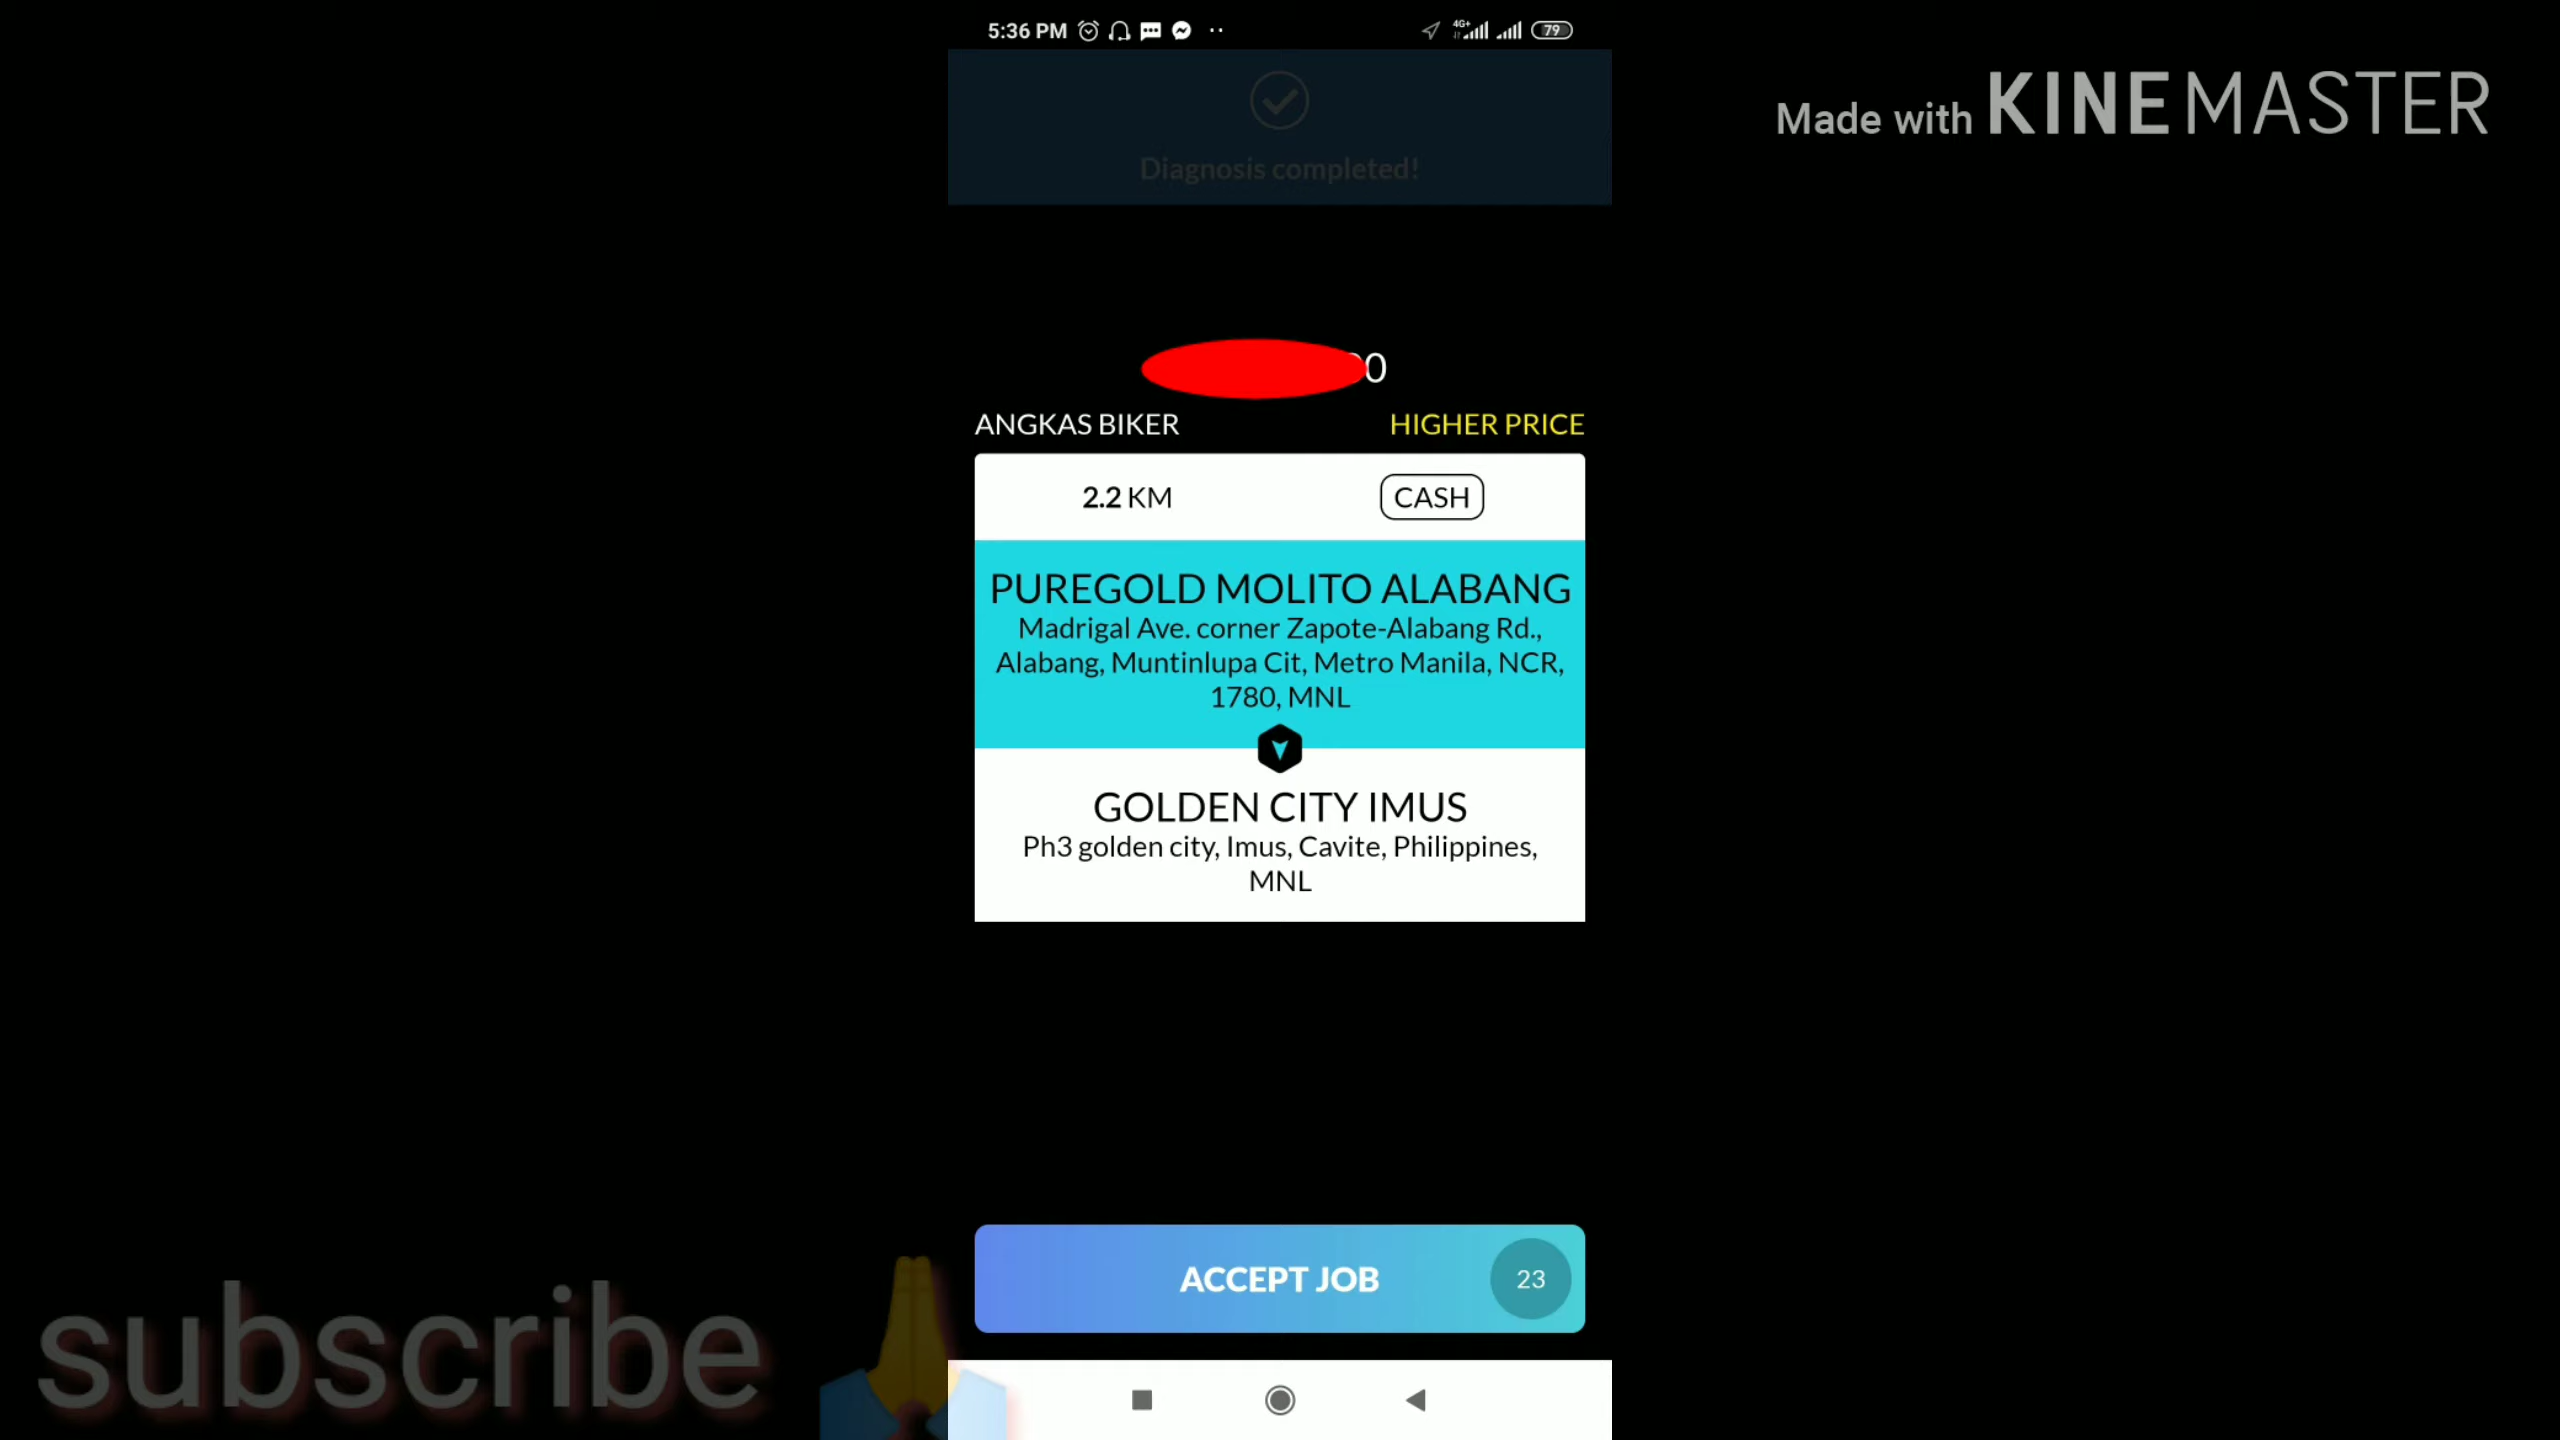 5:36 PM
4G+
79
Made with KINEMASTER
Diagnosis completed!
0
ANGKAS BIKER
HIGHER PRICE
2.2 KM
CASH
PUREGOLD MOLITO ALABANG
Madrigal Ave. corner Zapote-Alabang Rd.,
Alabang, Muntinlupa Cit, Metro Manila, NCR,
1780, MNL
GOLDEN CITY IMUS
Ph3 golden city, Imus, Cavite, Philippines,
MNL
ACCEPT JOB
23
subscribe